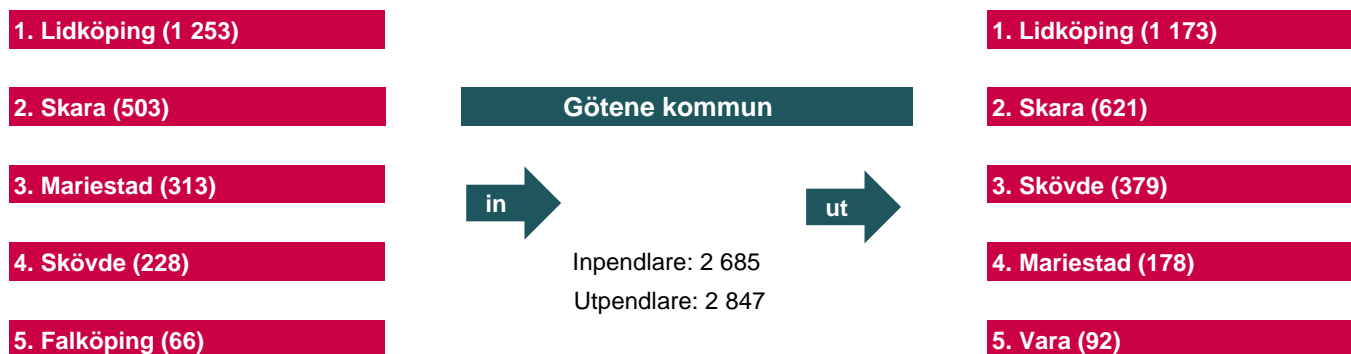 1. Lidköping (1 253)
2. Skara (503)
3. Mariestad (313)
4. Skövde (228)
5. Falköping (66)
Götene kommun
in
ut
Inpendlare: 2 685
Utpendlare: 2 847
1. Lidköping (1 173)
2. Skara (621)
3. Skövde (379)
4. Mariestad (178)
5. Vara (92)